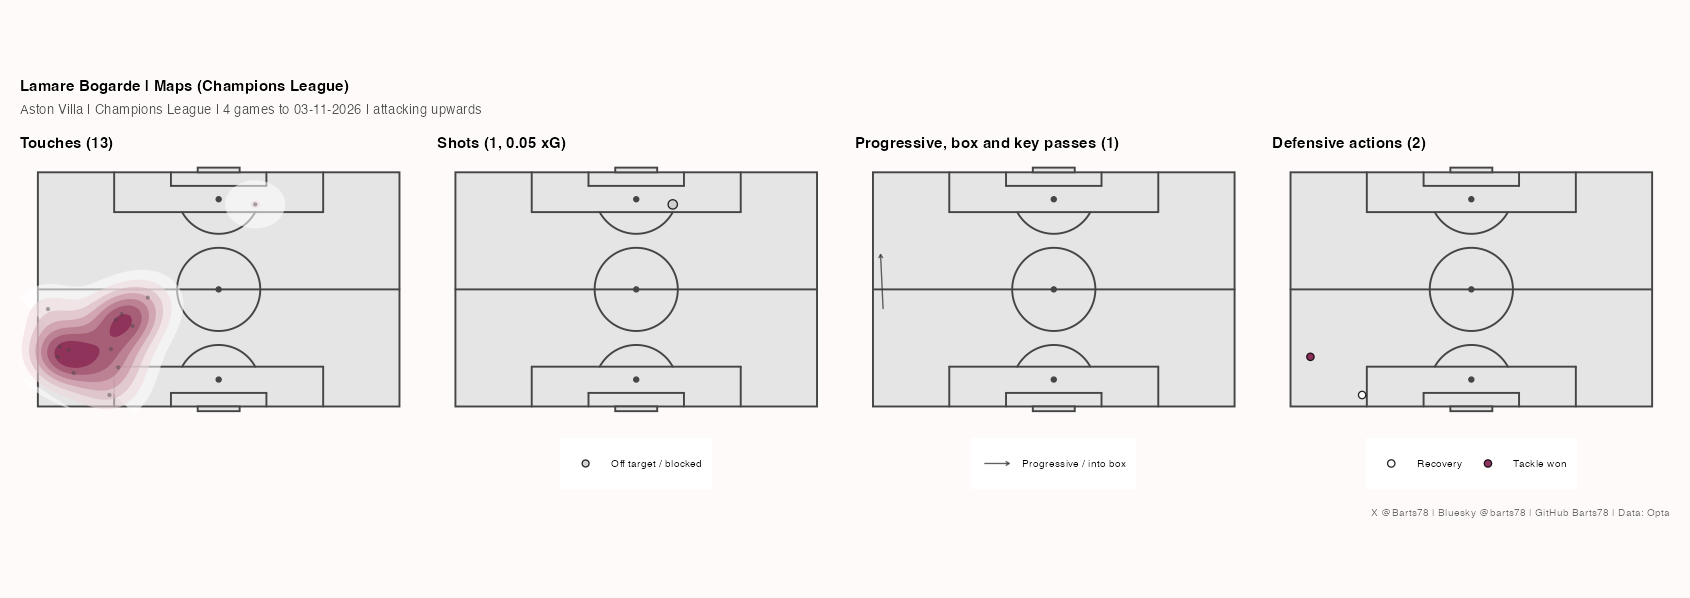 Lamare Bogarde | Maps (Champions League)
Aston Villa | Champions League | 4 games to 03-11-2026 | attacking upwards
Touches (13)
Shots (1, 0.05 xG)
Progressive, box and key passes (1)
Defensive actions (2)
Off target / blocked
Progressive / into box
Recovery
Tackle won
X @Barts78 | Bluesky @barts78 | GitHub Barts78 | Data: Opta